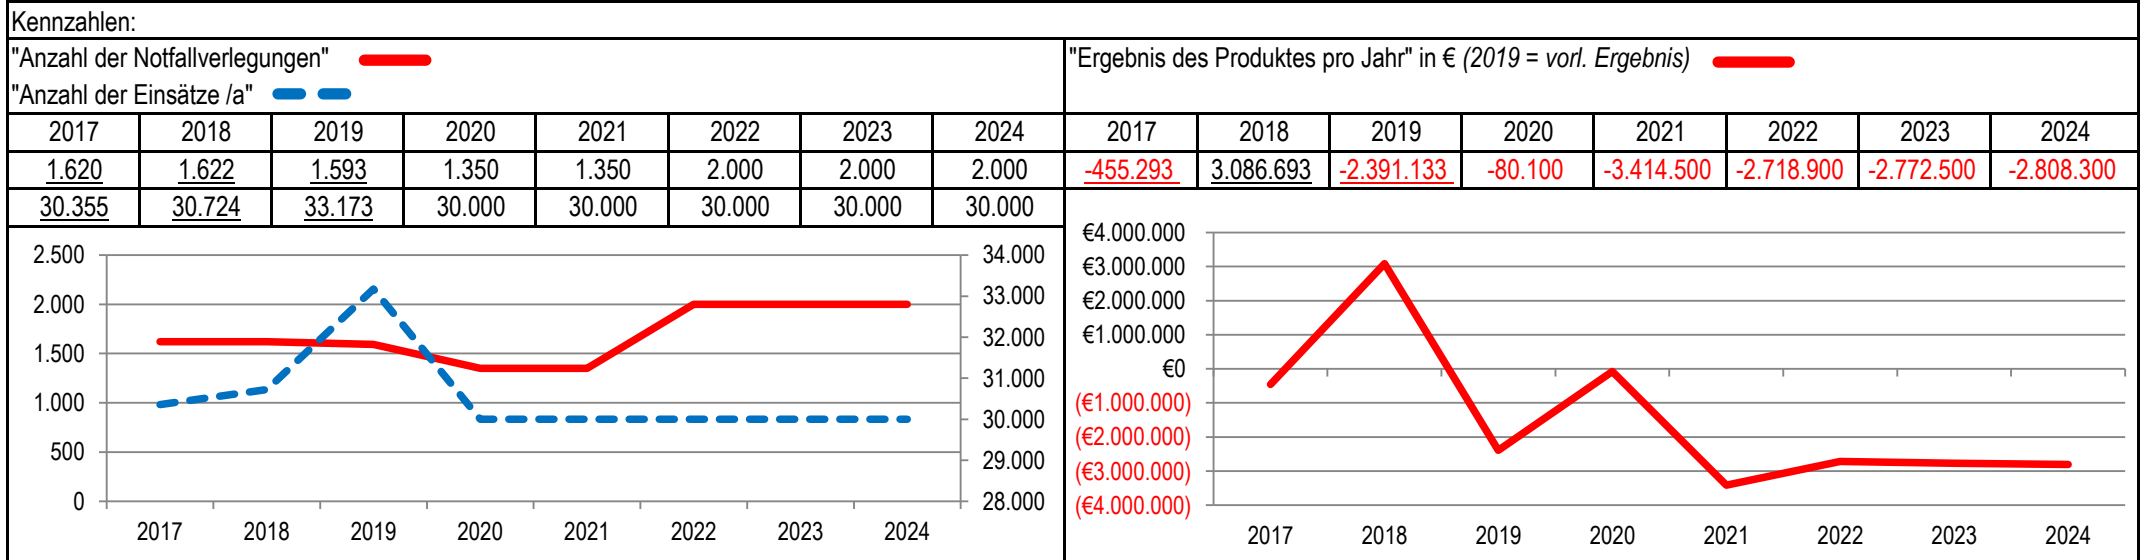 Kennzahlen:
"Anzahl der Notfallverlegungen"
"Anzahl der Einsätze /a"
2017 2018 2019 2020 2021 2022 2023 2024
1.620 1.622 1.593 1.350 1.350 2.000 2.000 2.000
30.355 30.724 33.173 30.000 30.000 30.000 30.000 30.000
2.500
2.000
1.500
1.000
500
0
34.000
33.000
32.000
31.000
30.000
29.000
28.000
2017 2018 2019 2020 2021 2022 2023 2024
"Ergebnis des Produktes pro Jahr" in € (2019 = vorl. Ergebnis)
2017 2018 2019 2020 2021 2022 2023 2024
-455.293 3.086.693 -2.391.133 -80.100 -3.414.500 -2.718.900 -2.772.500 -2.808.300
€4.000.000
€3.000.000
€2.000.000
€1.000.000
€0
(€1.000.000)
(€2.000.000)
(€3.000.000)
(€4.000.000)
2017 2018 2019 2020 2021 2022 2023 2024